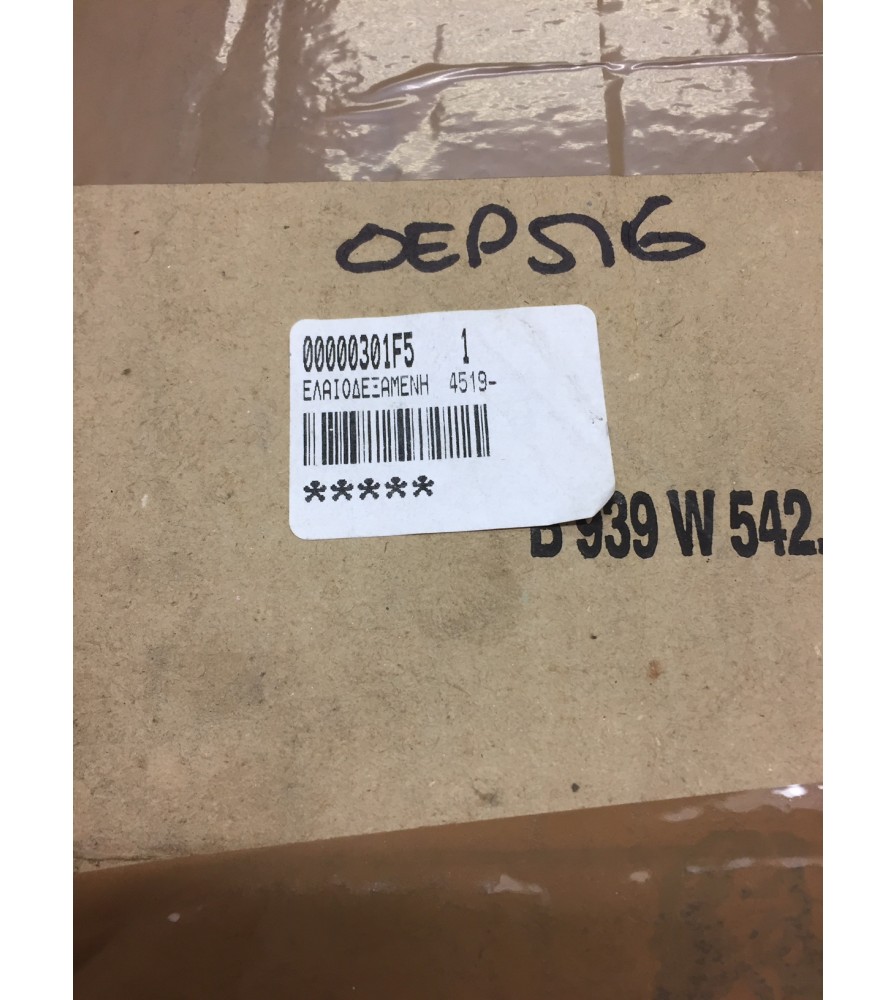 OEP516
00000301F5 1
ΕΛΑΙΟΔΕΞΑΜΕΝΗ 4519-
*****
B 939 W 542.